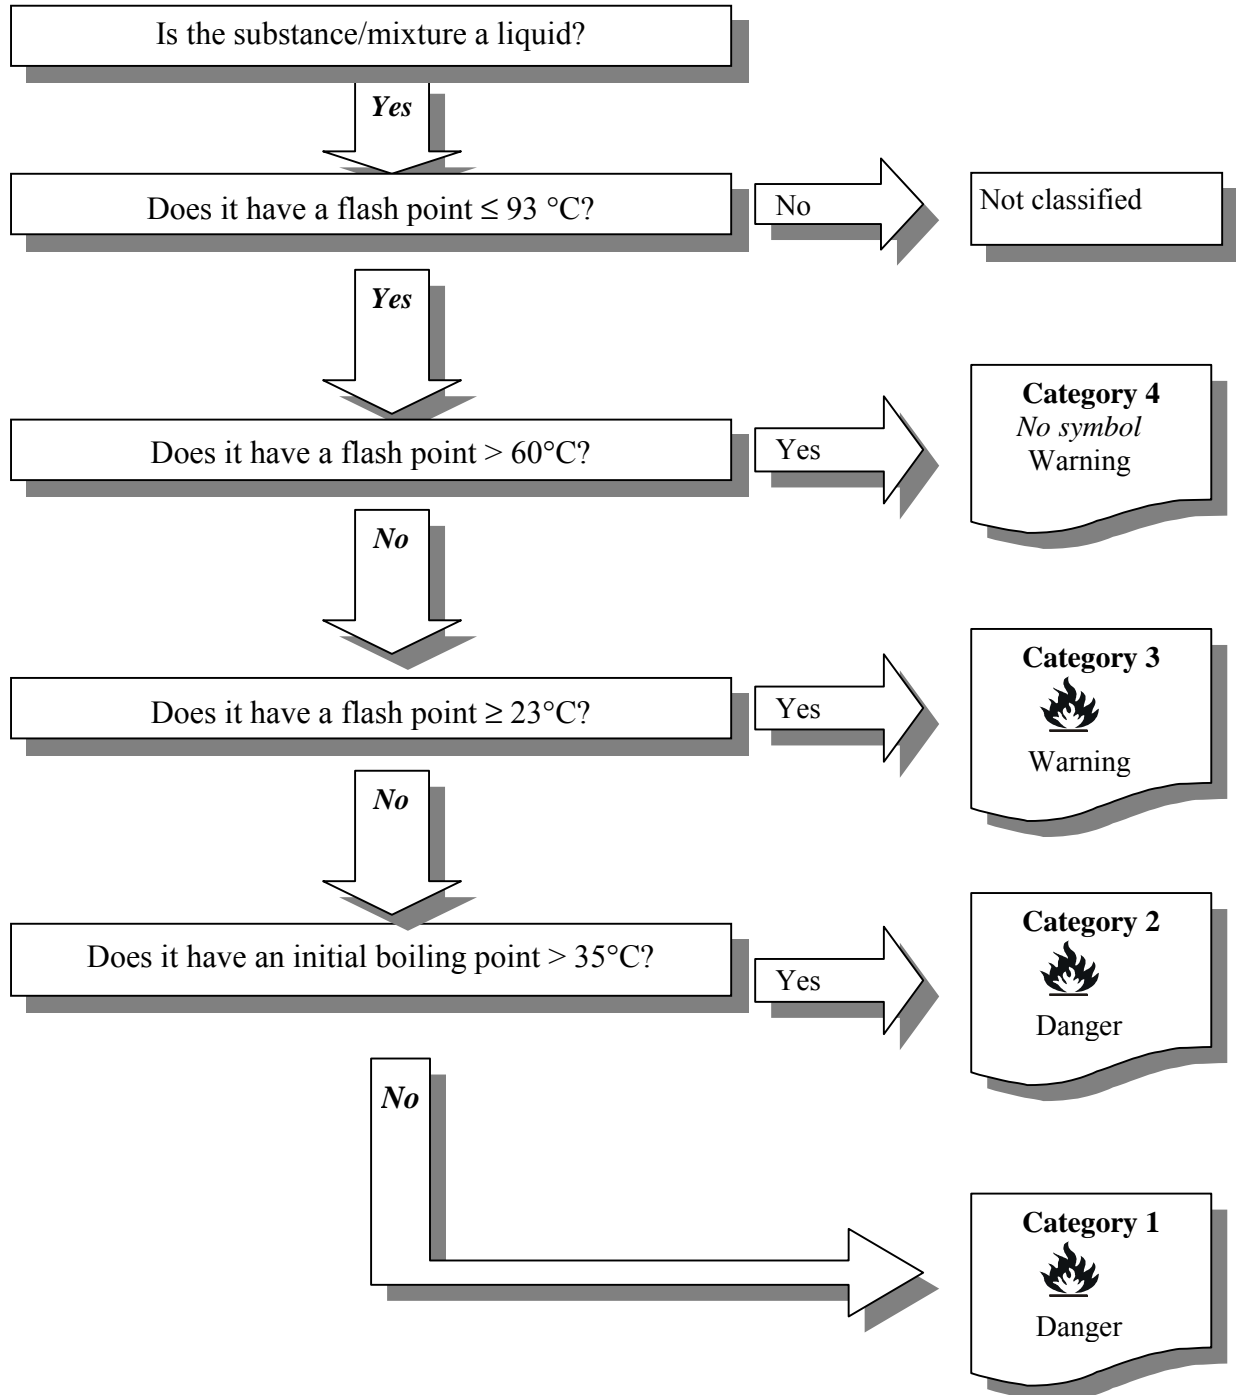 Is the substance/mixture a liquid?
Yes
Does it have a flash point ≤ 93 °C?
No
Not classified
Yes
Does it have a flash point > 60°C?
Yes
Category 4
No symbol
Warning
No
Does it have a flash point ≥ 23°C?
Yes
Category 3
Warning
No
Does it have an initial boiling point > 35°C?
Yes
Category 2
Danger
No
Category 1
Danger